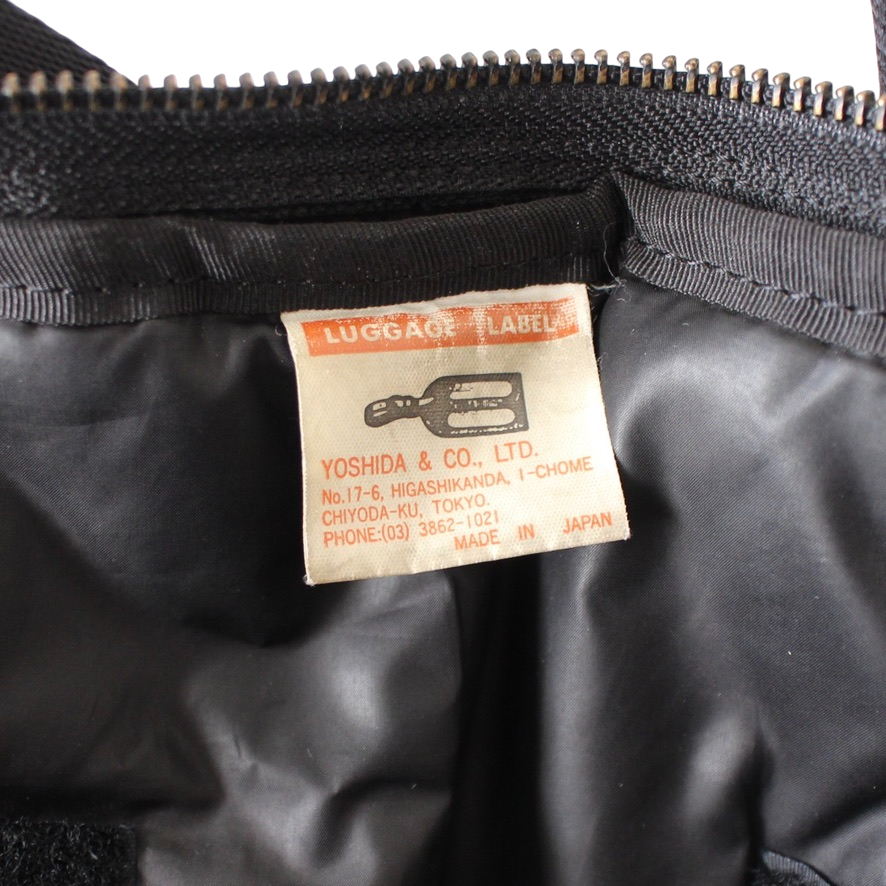 LUGGAGE LABEL
YOSHIDA & CO., LTD.
No.17-6, HIGASHIKANDA, 1-CHOME
CHIYODA-KU, TOKYO.
PHONE:(03) 3862-1021
MADE IN JAPAN